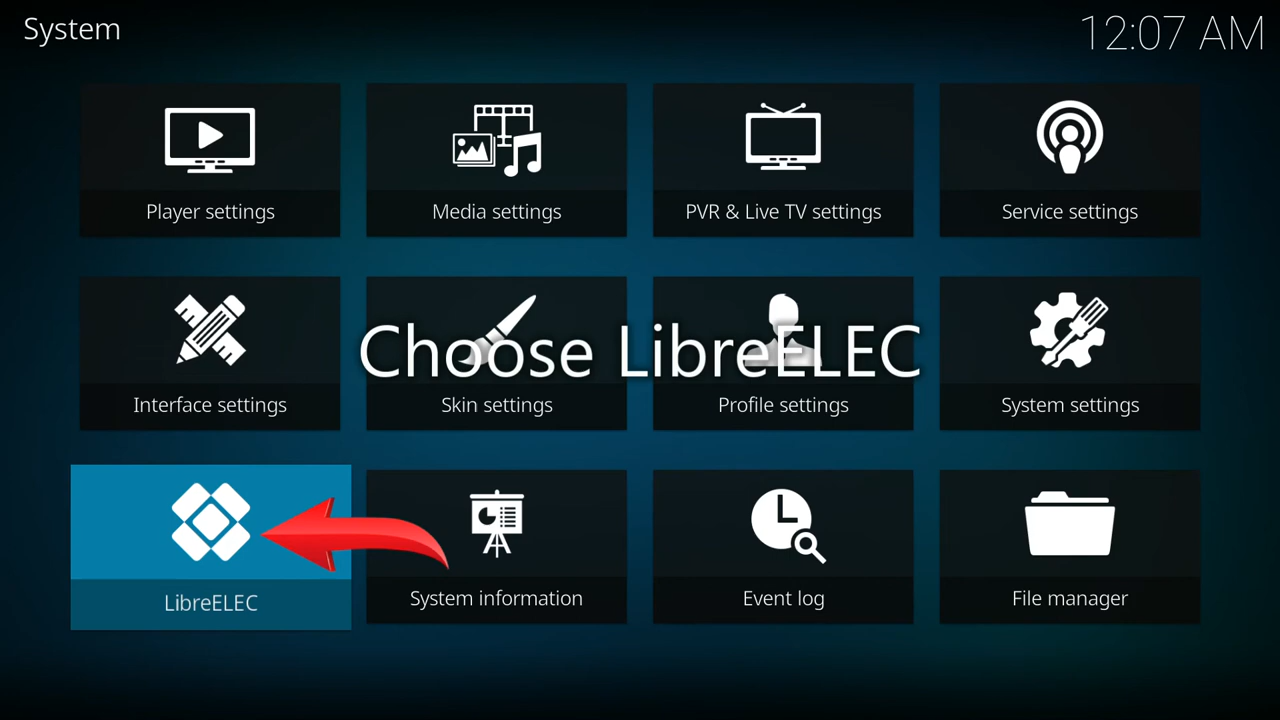 System
12:07 AM
Player settings
Media settings
PVR & Live TV settings
Service settings
Choose LibreELEC
Interface settings
Skin settings
Profile settings
System settings
LibreELEC
System information
Event log
File manager